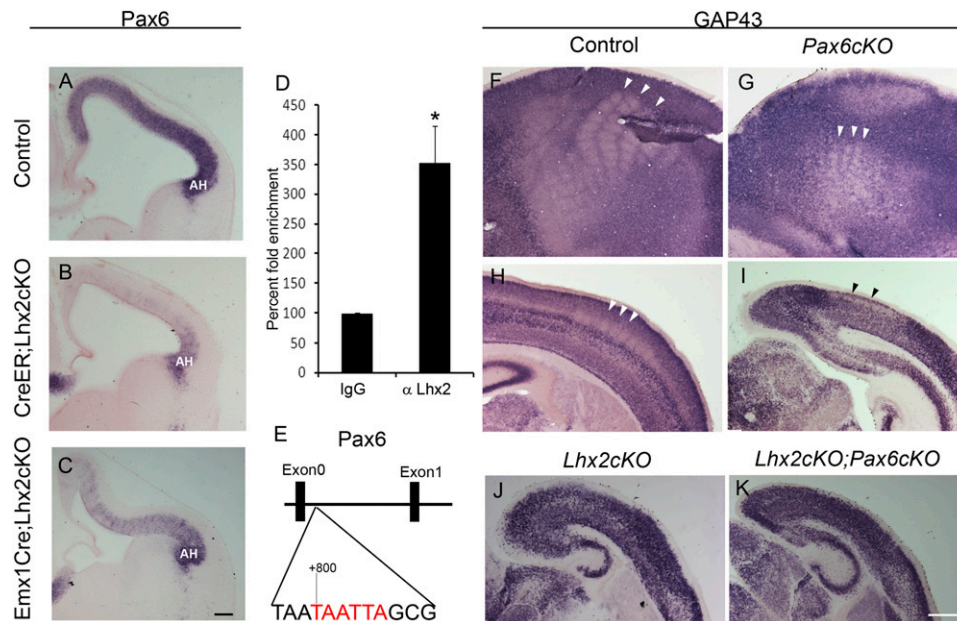 Pax6
GAP43
Control
Pax6cKO
A
AH
Control
B
AH
CreER;Lhx2cKO
C
AH
Emx1Cre;Lhx2cKO
D
450
400
350
300
250
200
150
100
50
0
Percent fold enrichment
*
IgG
α Lhx2
E
Pax6
Exon0
Exon1
+800
TAATAATTAGCG
F
G
H
I
Lhx2cKO
Lhx2cKO;Pax6cKO
J
K